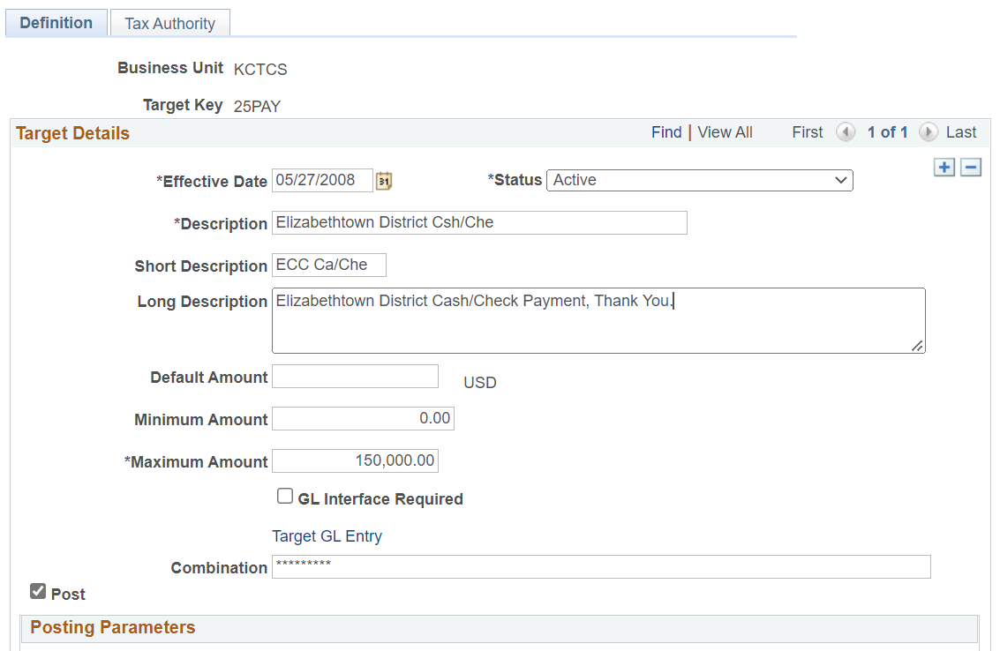 Definition Tax Authority
Business Unit KCTCS
Target Key 25PAY
Target Details Find | View All First 1 of 1 Last
*Effective Date 05/27/2008 31 *Status Active
*Description Elizabethtown District Csh/Che
Short Description ECC Ca/Che
Long Description Elizabethtown District Cash/Check Payment, Thank You.
Default Amount USD
Minimum Amount 0.00
*Maximum Amount 150,000.00
GL Interface Required
Target GL Entry
Combination *********
Post
Posting Parameters